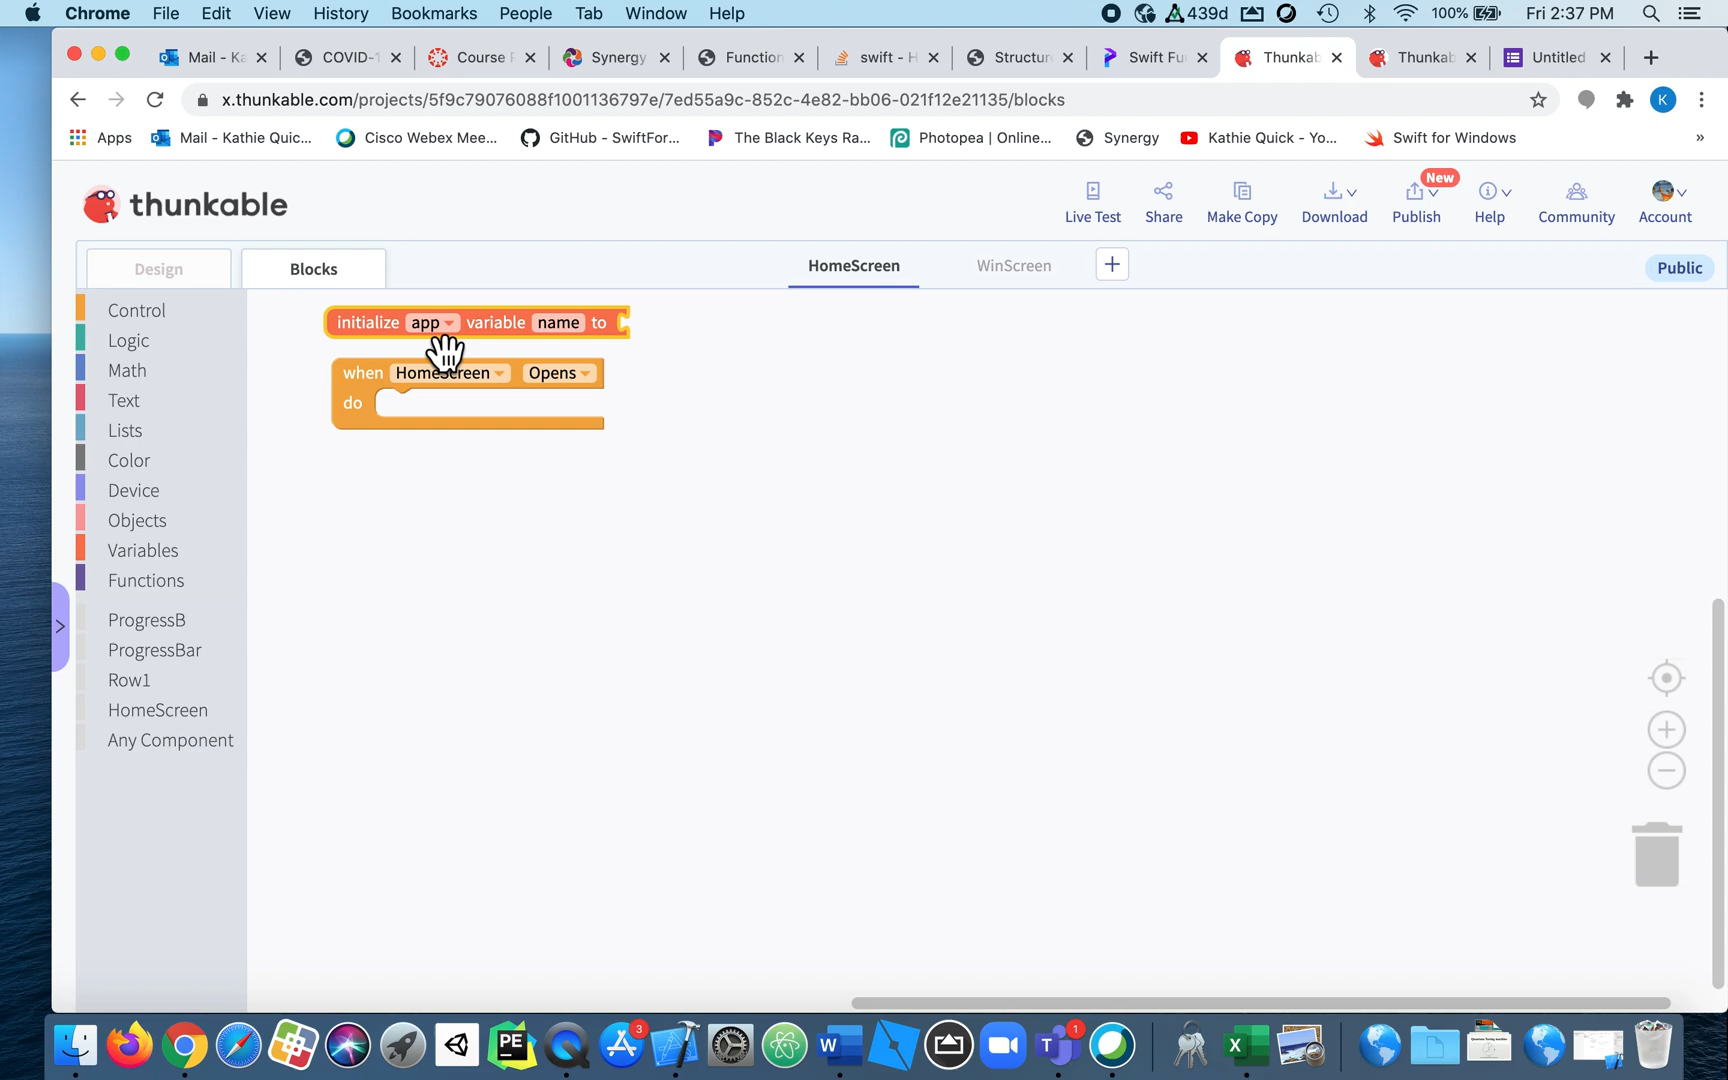 Chrome File Edit View History Bookmarks People Tab Window Help 439d 100% Fri 2:37 PM
Mail - Ka COVID-1 Course Synergy Function swift - H Structur Swift Fu Thunkab Thunkab Untitled
x.thunkable.com/projects/5f9c79076088f1001136797e/7ed55a9c-852c-4e82-bb06-021f12e21135/blocks K
Apps Mail - Kathie Quic... Cisco Webex Mee... GitHub - SwiftFor... The Black Keys Ra... Photopea | Online... Synergy Kathie Quick - Yo... Swift for Windows »
New
thunkable
Live Test Share Make Copy Download Publish Help Community Account
Design Blocks HomeScreen WinScreen + Public
Control
Logic
Math
Text
Lists
Color
Device
Objects
Variables
Functions
ProgressB
ProgressBar
Row1
HomeScreen
Any Component
initialize app variable name to
when HomeScreen Opens
do
3 PE W T 1 X